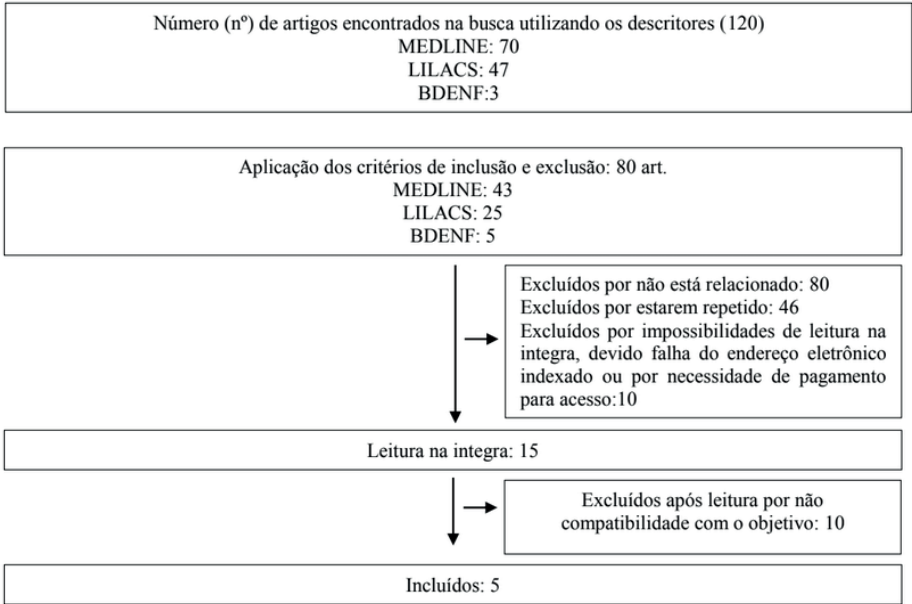 Número (nº) de artigos encontrados na busca utilizando os descritores (120)
MEDLINE: 70
LILACS: 47
BDENF:3
Aplicação dos critérios de inclusão e exclusão: 80 art.
MEDLINE: 43
LILACS: 25
BDENF: 5
Excluídos por não está relacionado: 80
Excluídos por estarem repetido: 46
Excluídos por impossibilidades de leitura na
integra, devido falha do endereço eletrônico
indexado ou por necessidade de pagamento
para acesso:10
Leitura na integra: 15
Excluídos após leitura por não
compatibilidade com o objetivo: 10
Incluídos: 5